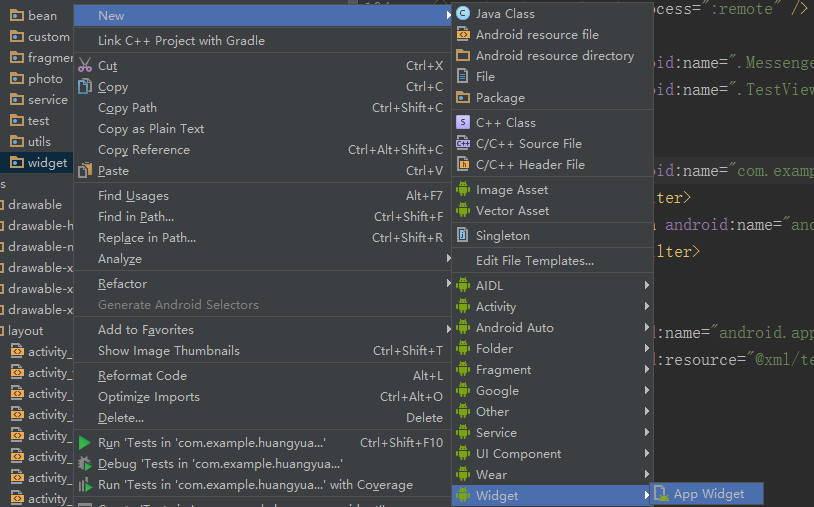 bean
custom
fragmen
photo
service
test
utils
widget
s
drawable
drawable-h
drawable-n
drawable-x
drawable-x
drawable-x
layout
activity_
activity_
activity_
activity_
activity_
activity_
activity_
activity_
New
Link C++ Project with Gradle
Cut Ctrl+X
Copy Ctrl+C
Copy Path Ctrl+Shift+C
Copy as Plain Text
Copy Reference Ctrl+Alt+Shift+C
Paste Ctrl+V
Find Usages Alt+F7
Find in Path... Ctrl+Shift+F
Replace in Path... Ctrl+Shift+R
Analyze
Refactor
Generate Android Selectors
Add to Favorites
Show Image Thumbnails Ctrl+Shift+T
Reformat Code Alt+L
Optimize Imports Ctrl+Alt+O
Delete... Delete
Run 'Tests in 'com.example.huangyua...' Ctrl+Shift+F10
Debug 'Tests in 'com.example.huangyua...'
Run 'Tests in 'com.example.huangyua...' with Coverage
Java Class
Android resource file
Android resource directory
File
Package
C++ Class
C/C++ Source File
C/C++ Header File
Image Asset
Vector Asset
Singleton
Edit File Templates...
AIDL
Activity
Android Auto
Folder
Fragment
Google
Other
Service
UI Component
Wear
Widget
App Widget
ocess=":remote" />
oid:name=".Messenge
oid:name=".TestView
oid:name="com.examp
lter>
n android:name="and
lter>
d:name="android.app
d:resource="@xml/te